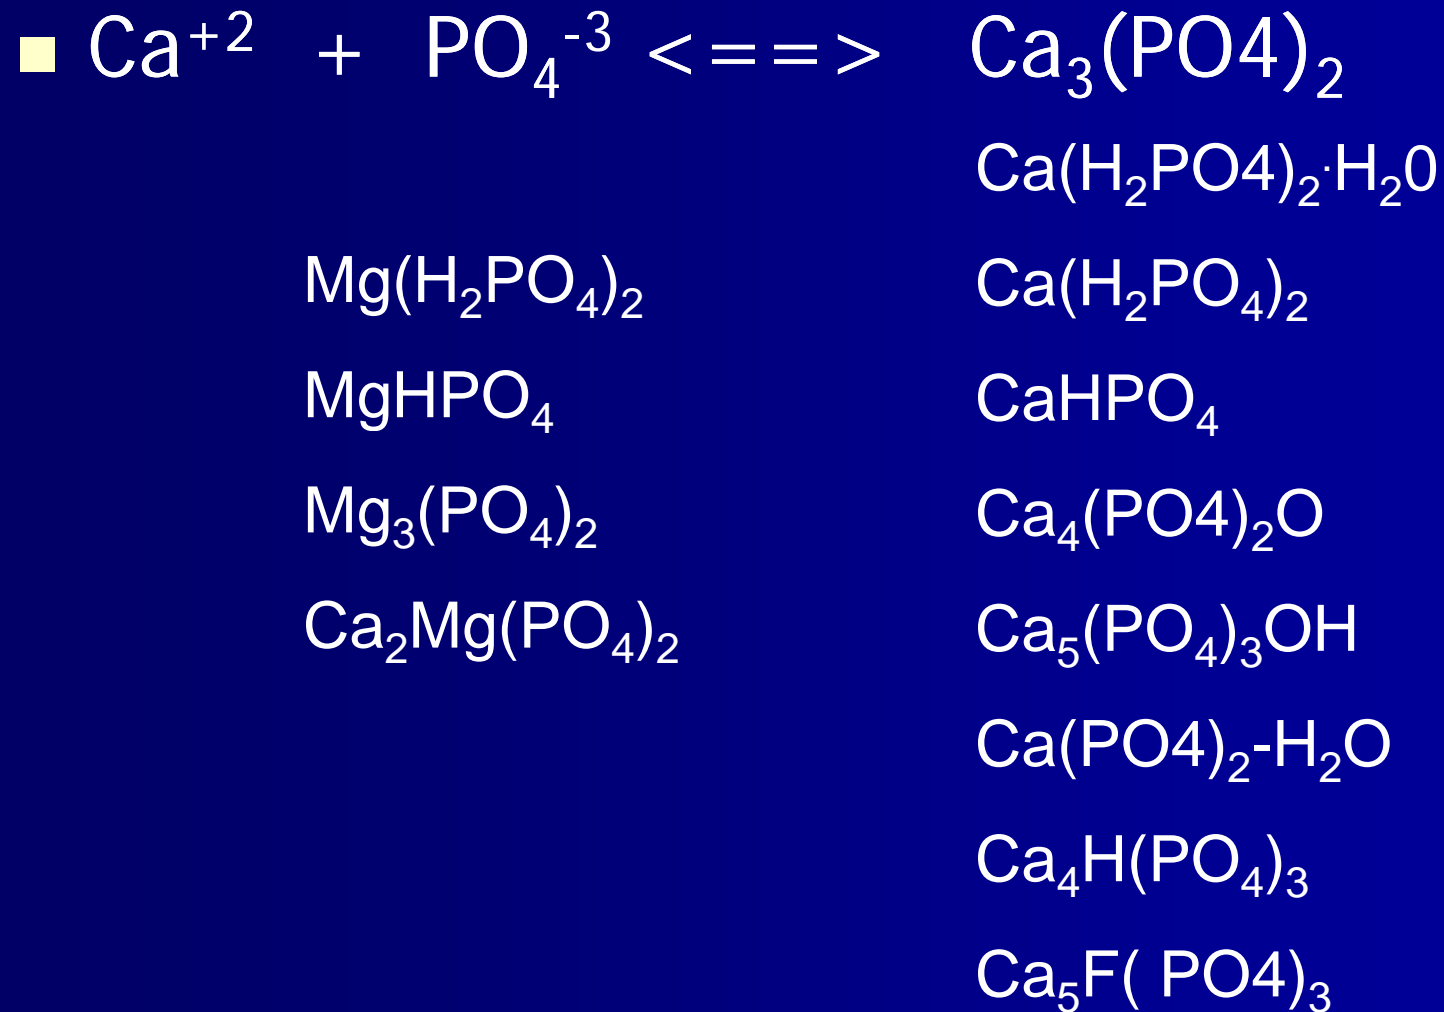 ■ Ca⁺² + PO₄⁻³ <==> Ca₃(PO4)₂
Ca(H₂PO4)₂·H₂0
Mg(H₂PO₄)₂ Ca(H₂PO₄)₂
MgHPO₄ CaHPO₄
Mg₃(PO₄)₂ Ca₄(PO4)₂O
Ca₂Mg(PO₄)₂ Ca₅(PO₄)₃OH
Ca(PO4)₂-H₂O
Ca₄H(PO₄)₃
Ca₅F( PO4)₃